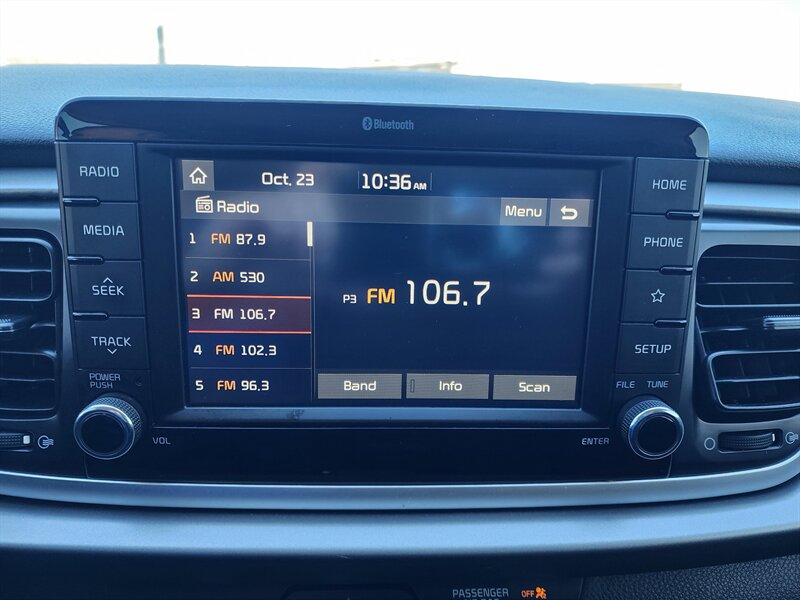 Bluetooth
RADIO
MEDIA
SEEK
TRACK
POWER
PUSH
VOL
Oct. 23
10:36 AM
Radio
Menu
1 FM 87.9
2 AM 530
3 FM 106.7
4 FM 102.3
5 FM 96.3
P3 FM 106.7
Band
Info
Scan
HOME
PHONE
SETUP
FILE TUNE
ENTER
PASSENGER
OFF